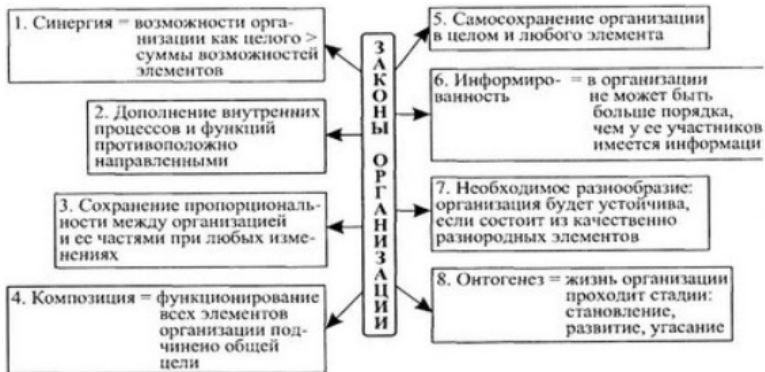 1. Синергия = возможности орга-
низации как целого >
суммы возможностей
элементов
2. Дополнение внутренних
процессов и функций
противоположно
направленными
3. Сохранение пропорциональ-
ности между организацией
и ее частями при любых изме-
нениях
4. Композиция = функционирование
всех элементов
организации под-
чинено общей
цели
ЗАКОНЫ ОРГАНИЗАЦИИ
5. Самосохранение организации
в целом и любого элемента
6. Информиро- = в организации
ванность не может быть
больше порядка,
чем у ее участников
имеется информаци
7. Необходимое разнообразие:
организация будет устойчива,
если состоит из качественно
разнородных элементов
8. Онтогенез = жизнь организации
проходит стадии:
становление,
развитие, угасание